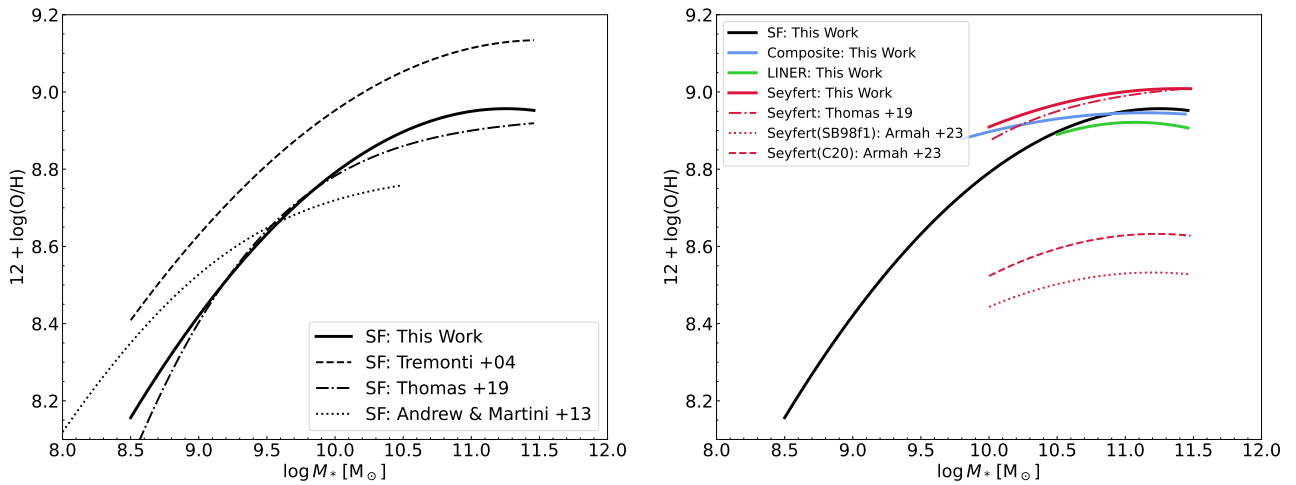 9.2
9.0
8.8
8.6
8.4
8.2
12 + log(O/H)
SF: This Work
SF: Tremonti +04
SF: Thomas +19
SF: Andrew & Martini +13
8.0 8.5 9.0 9.5 10.0 10.5 11.0 11.5 12.0
log M* [M⊙]
9.2
9.0
8.8
8.6
8.4
8.2
12 + log(O/H)
SF: This Work
Composite: This Work
LINER: This Work
Seyfert: This Work
Seyfert: Thomas +19
Seyfert(SB98f1): Armah +23
Seyfert(C20): Armah +23
8.0 8.5 9.0 9.5 10.0 10.5 11.0 11.5 12.0
log M* [M⊙]